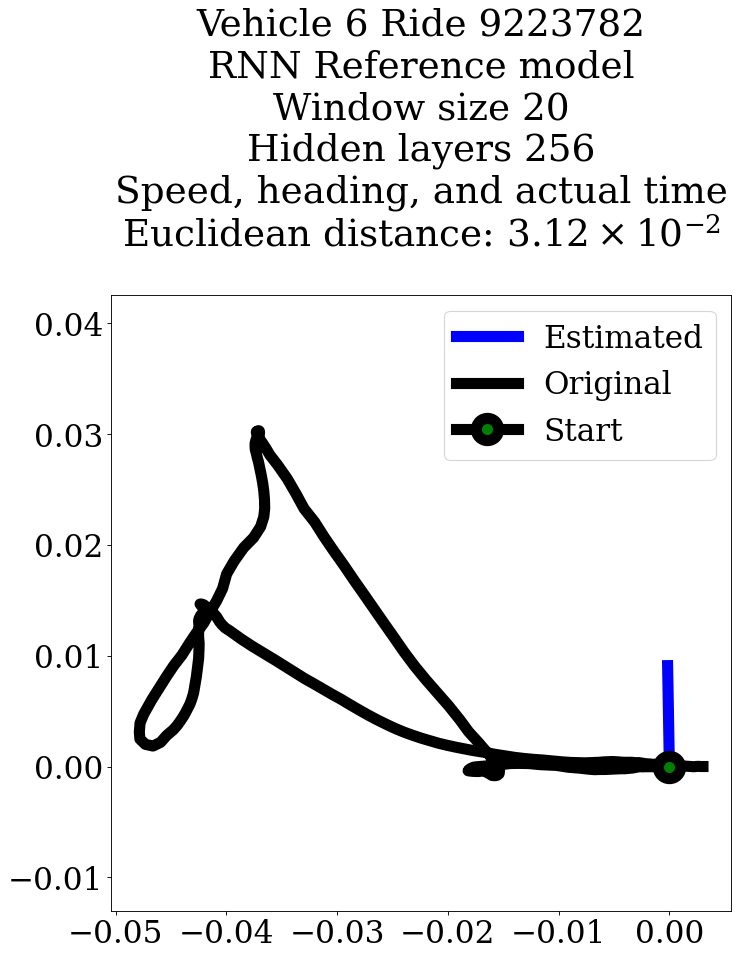 Vehicle 6 Ride 9223782
RNN Reference model
Window size 20
Hidden layers 256
Speed, heading, and actual time
Euclidean distance: 3.12 × 10⁻²
Estimated
Original
Start
0.04
0.03
0.02
0.01
0.00
−0.01
−0.05 −0.04 −0.03 −0.02 −0.01 0.00